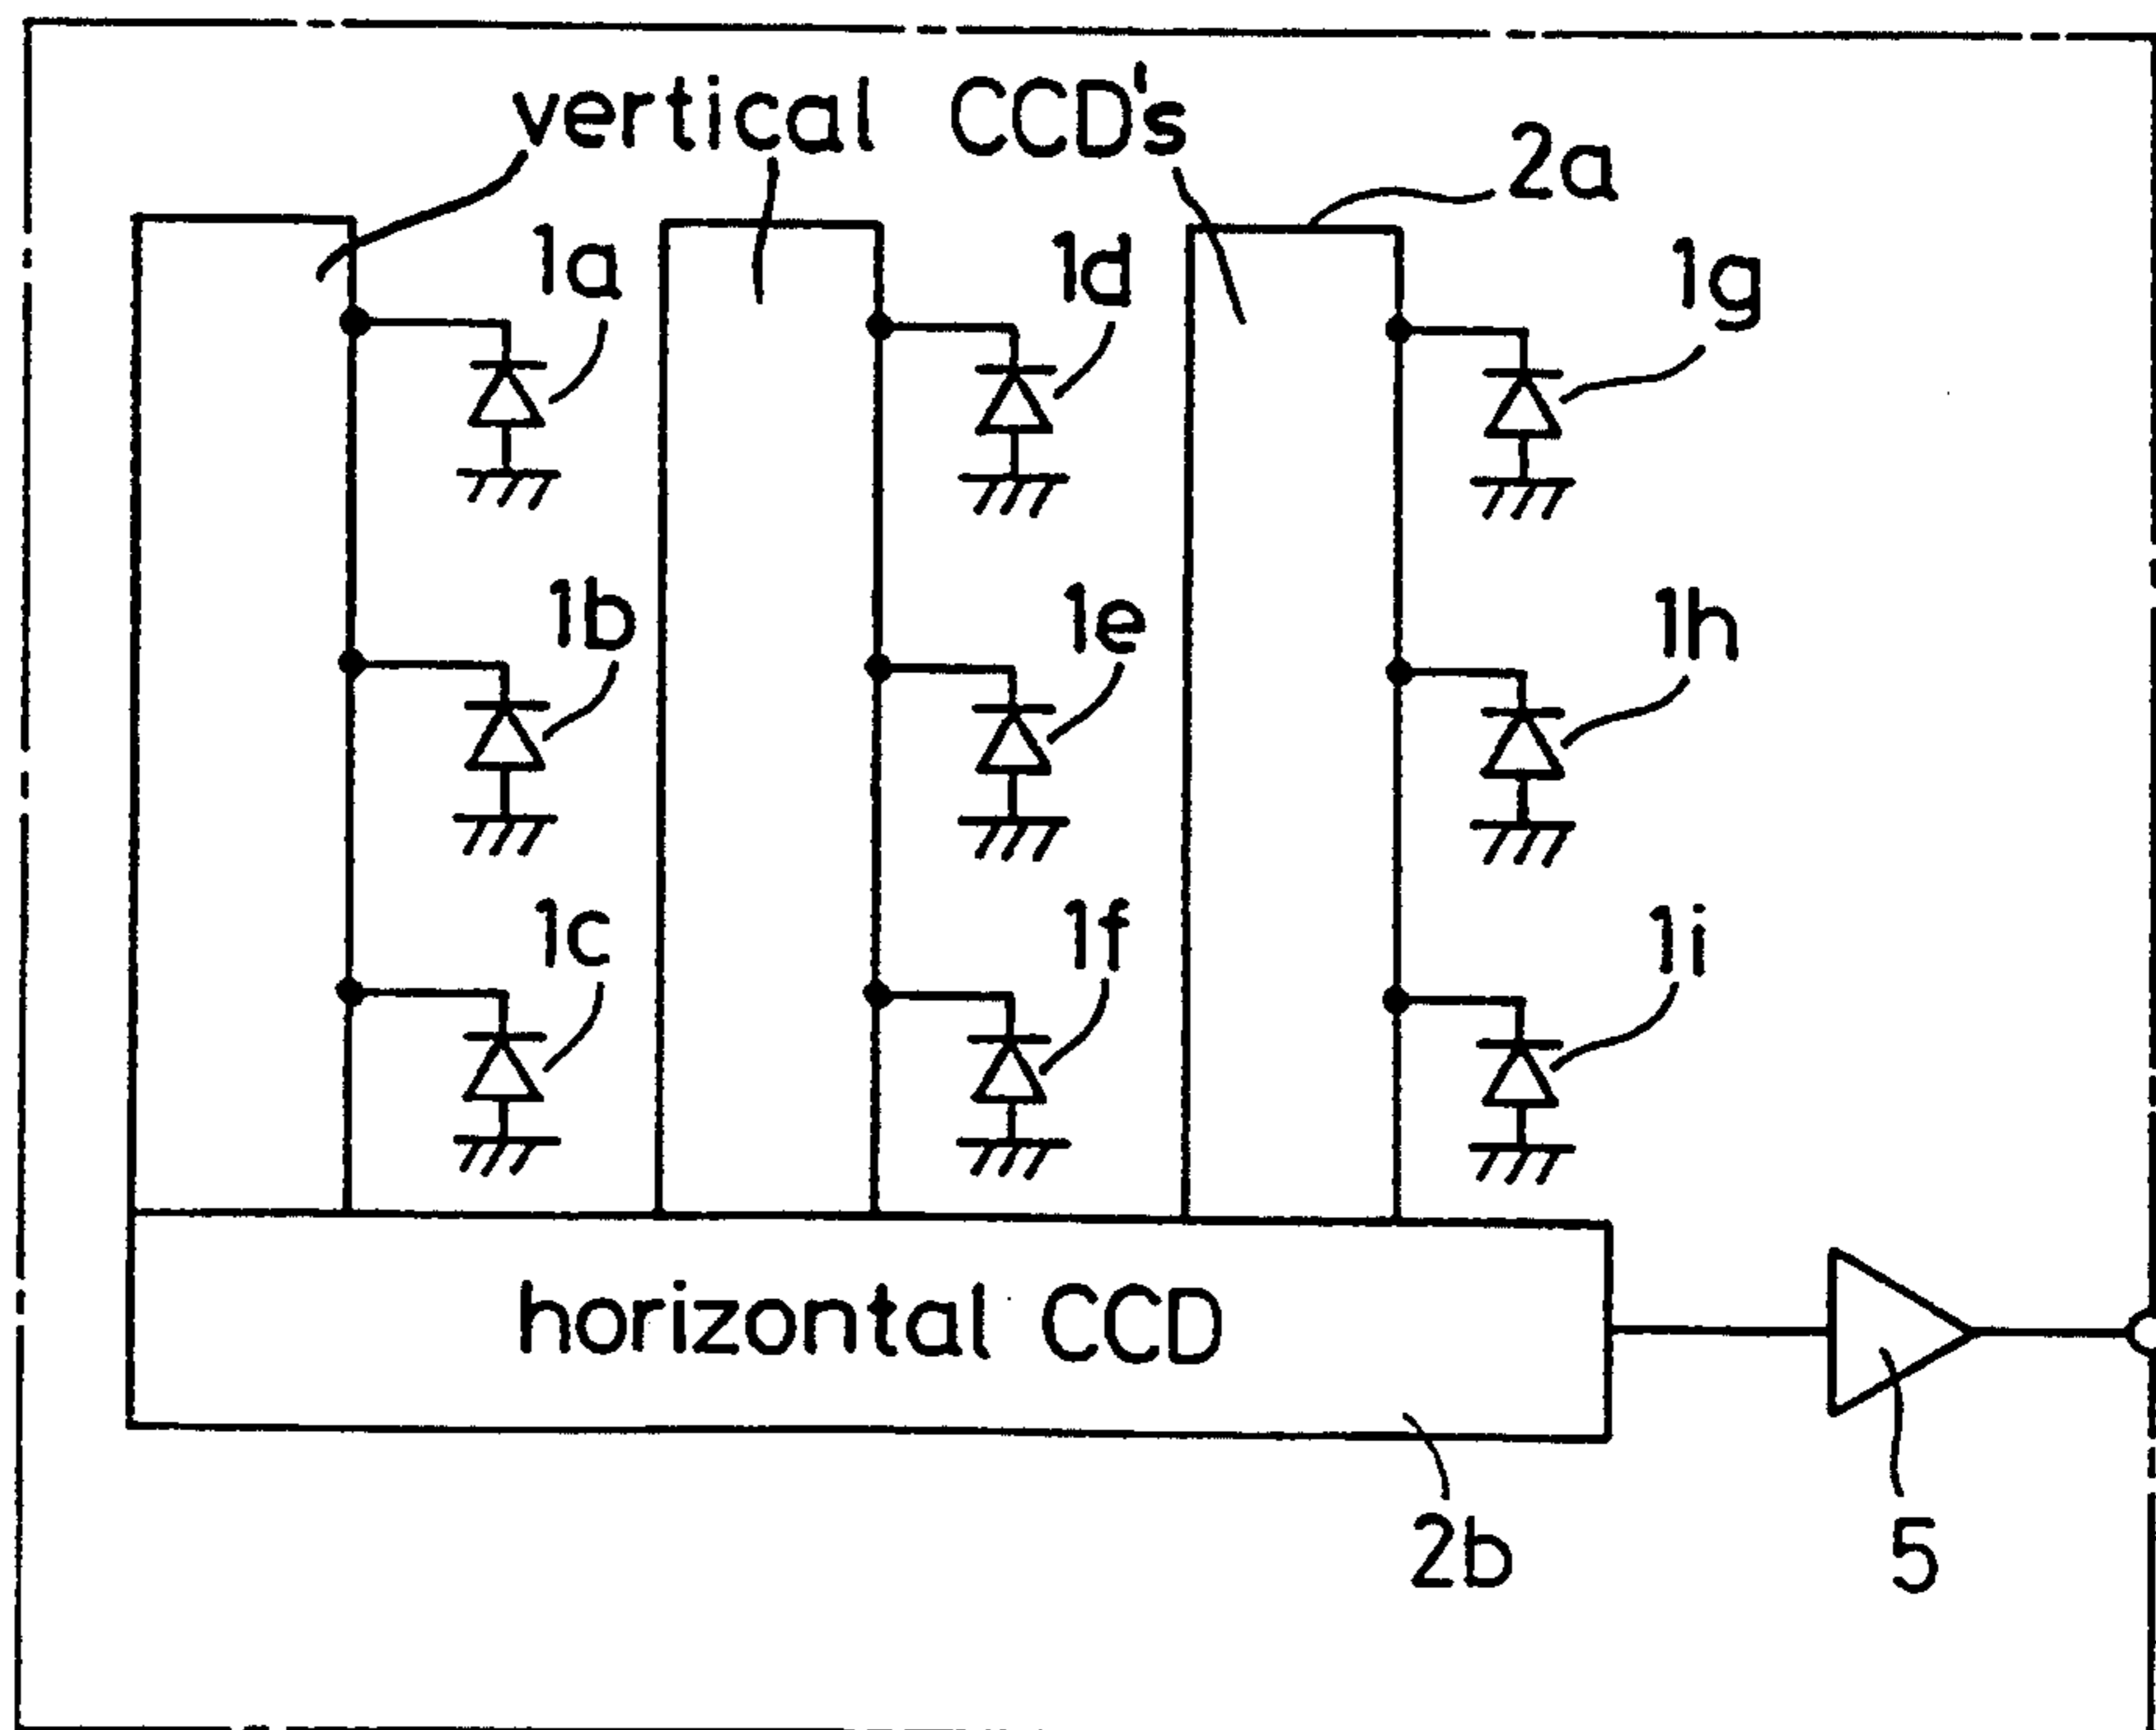 vertical CCD's
2a
1a
1d
1g
1b
1e
1h
1c
1f
1i
horizontal CCD
2b
5